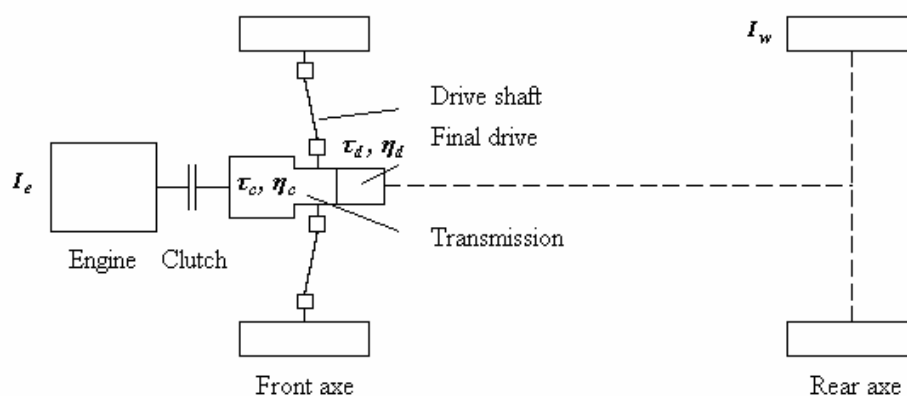 I_w
Drive shaft
τ_d, η_d
Final drive
I_e
τ_c, η_c
Transmission
Engine
Clutch
Front axe
Rear axe